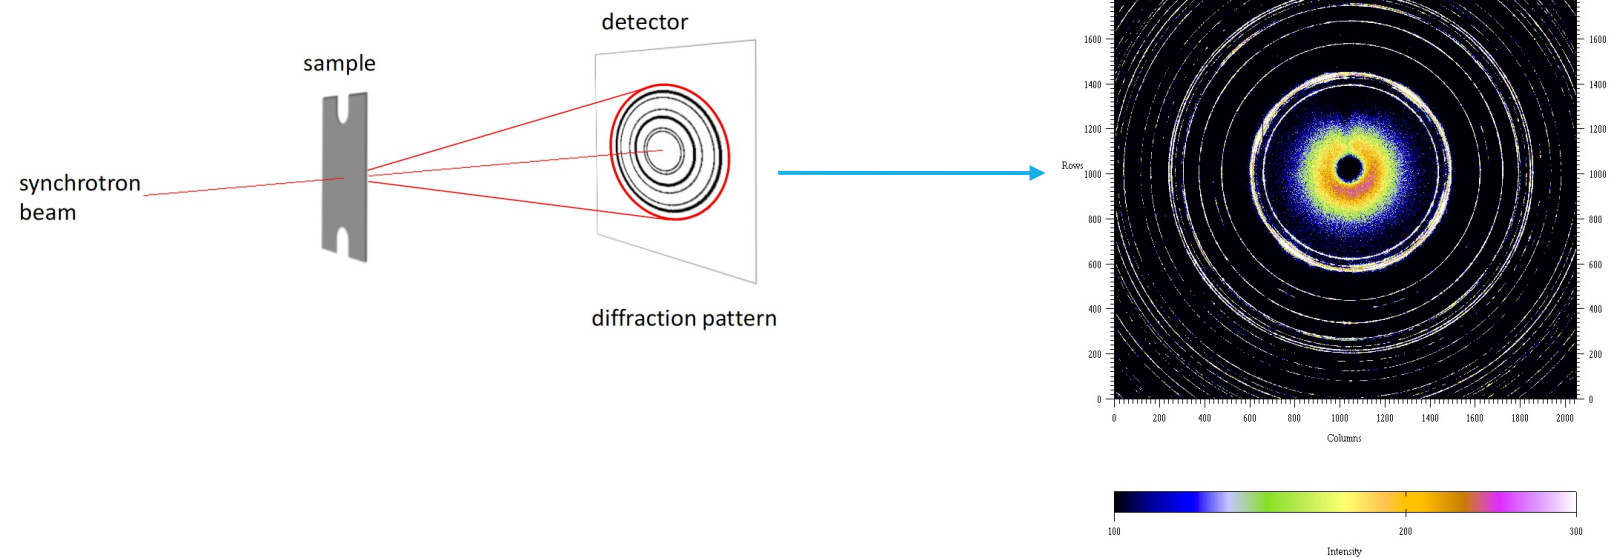 detector
sample
synchrotron
beam
diffraction pattern
1600 1600
1400 1400
1200 1200
Rows
1000 1000
800 800
600 600
400 400
200 200
0 0
0 200 400 600 800 1000 1200 1400 1600 1800 2000
Columns
100 200 300
Intensity